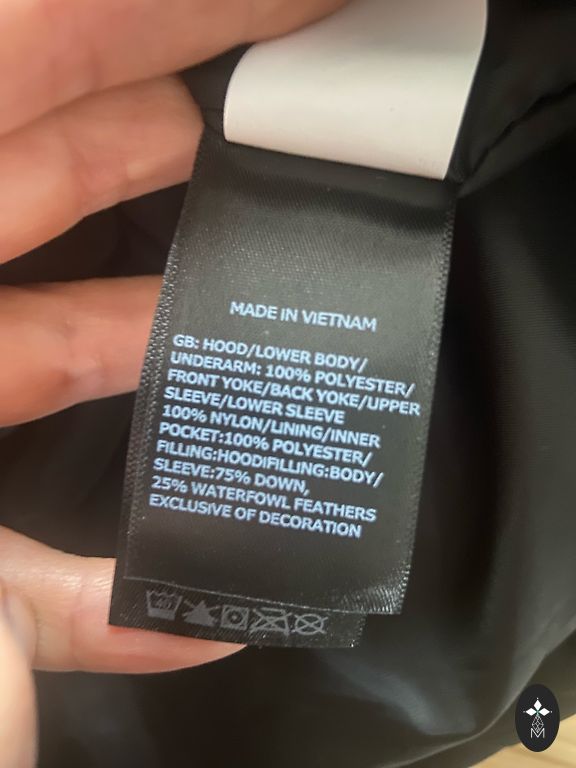 MADE IN VIETNAM
GB: HOOD/LOWER BODY/
UNDERARM: 100% POLYESTER/
FRONT YOKE/BACK YOKE/UPPER
SLEEVE/LOWER SLEEVE
100% NYLON/LINING/INNER
POCKET:100% POLYESTER/
FILLING:HOODIFILLING:BODY/
SLEEVE:75% DOWN,
25% WATERFOWL FEATHERS
EXCLUSIVE OF DECORATION